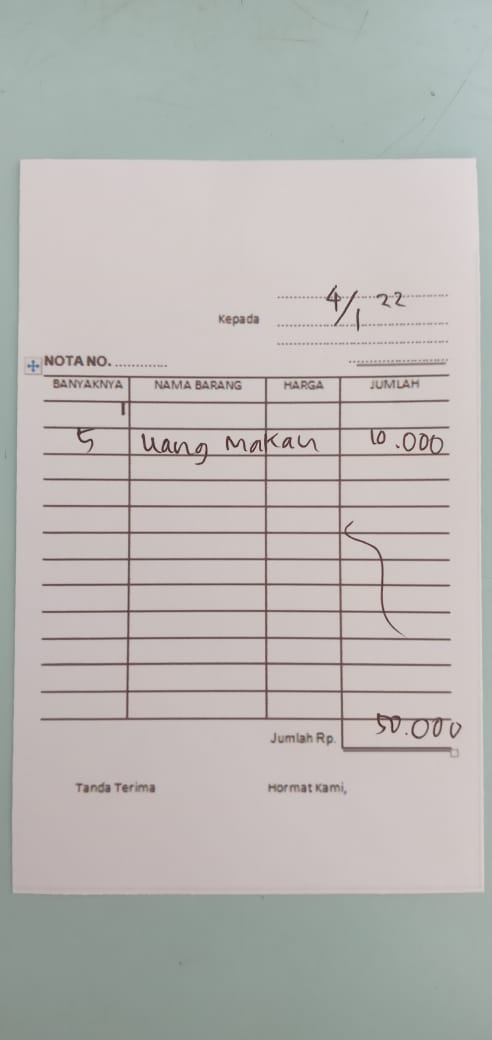 4/1 22
Kepada
NOTA NO. ............
BANYAKNYA NAMA BARANG HARGA JUMLAH
5 Uang Makan 10.000
Jumlah Rp. 50.000
Tanda Terima Hormat Kami,